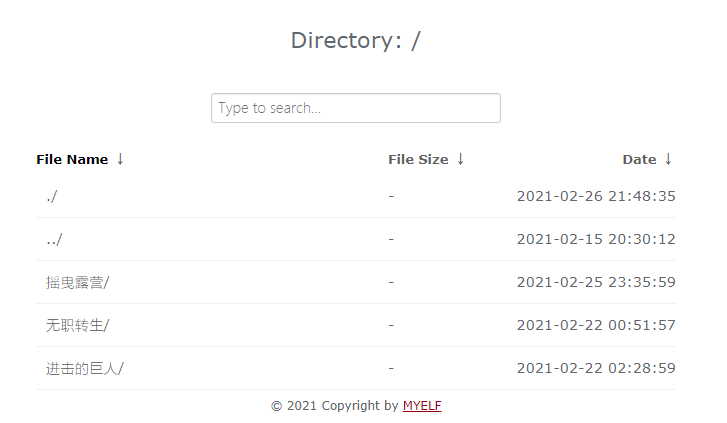 Directory: /
Type to search...
File Name ↓ File Size ↓ Date ↓
./ - 2021-02-26 21:48:35
../ - 2021-02-15 20:30:12
摇曳露营/ - 2021-02-25 23:35:59
无职转生/ - 2021-02-22 00:51:57
进击的巨人/ - 2021-02-22 02:28:59
© 2021 Copyright by MYELF